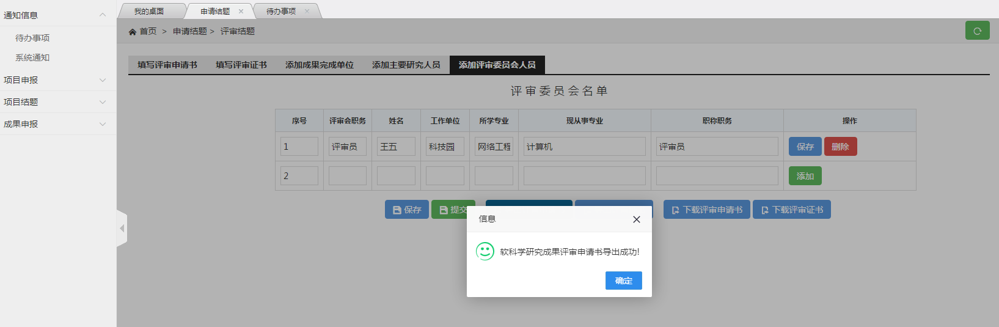 通知信息
待办事项
系统通知
项目申报
项目结题
成果申报
我的桌面 申请结题 待办事项
首页 > 申请结题 > 评审结题
填写评审申请书 填写评审证书 添加成果完成单位 添加主要研究人员 添加评审委员会人员
评审委员会名单
序号 评审会职务 姓名 工作单位 所学专业 现从事专业 职称职务 操作
1 评审员 王五 科技园 网络工程 计算机 评审员 保存 删除
2 添加
保存 提交 下载评审申请书 下载评审证书
信息
软科学研究成果评审申请书导出成功!
确定